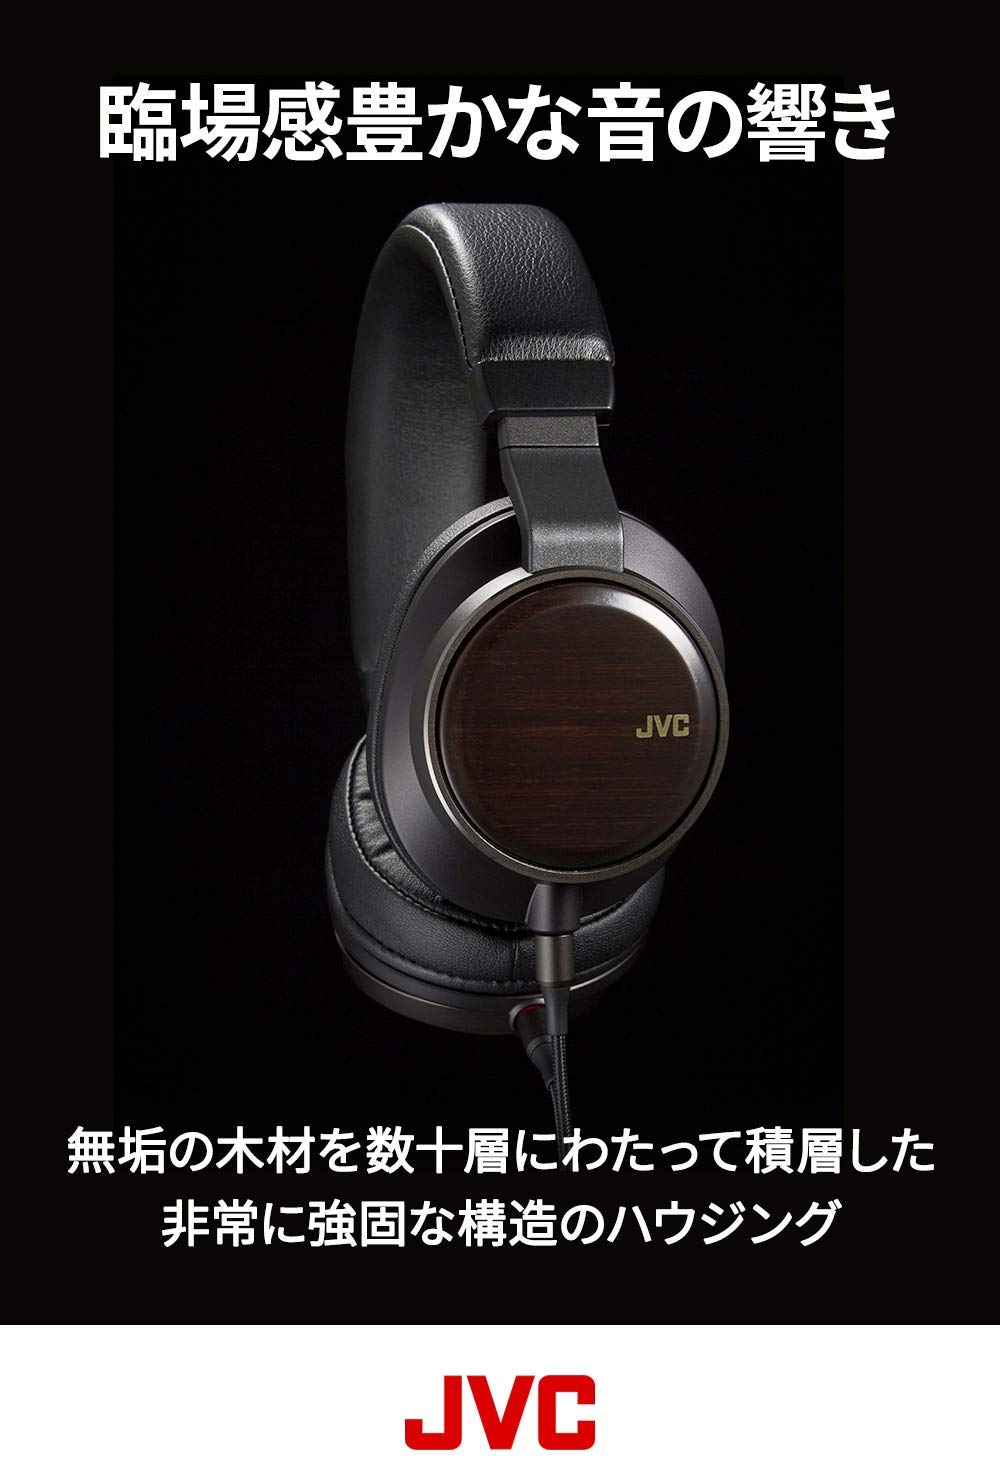 臨場感豊かな音の響き
JVC
無垢の木材を数十層にわたって積層した
非常に強固な構造のハウジング
JVC